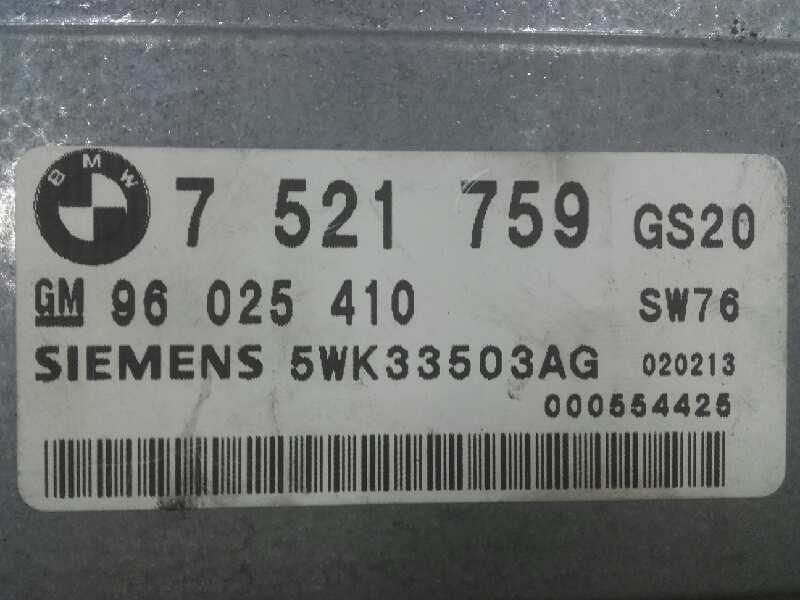 BMW 7 521 759 GS20
GM 96 025 410 SW76
SIEMENS 5WK33503AG 020213
000554425